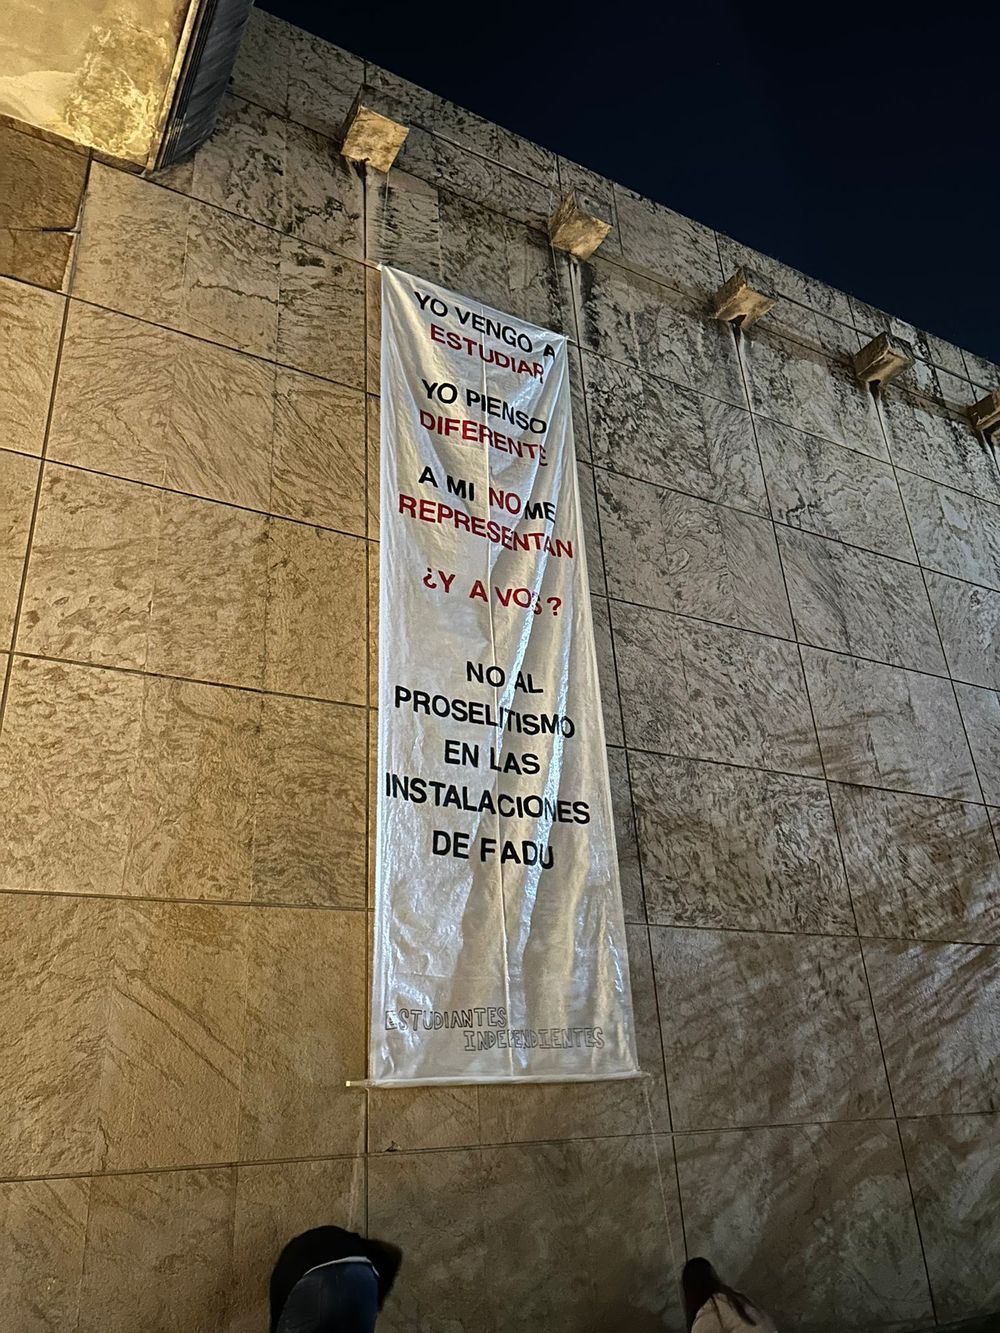 YO VENGO A
ESTUDIAR
YO PIENSO
DIFERENTE
A MI NO ME
REPRESENTAN
¿Y A VOS?
NO AL
PROSELITISMO
EN LAS
INSTALACIONES
DE FADU
ESTUDIANTES
INDEPENDIENTES